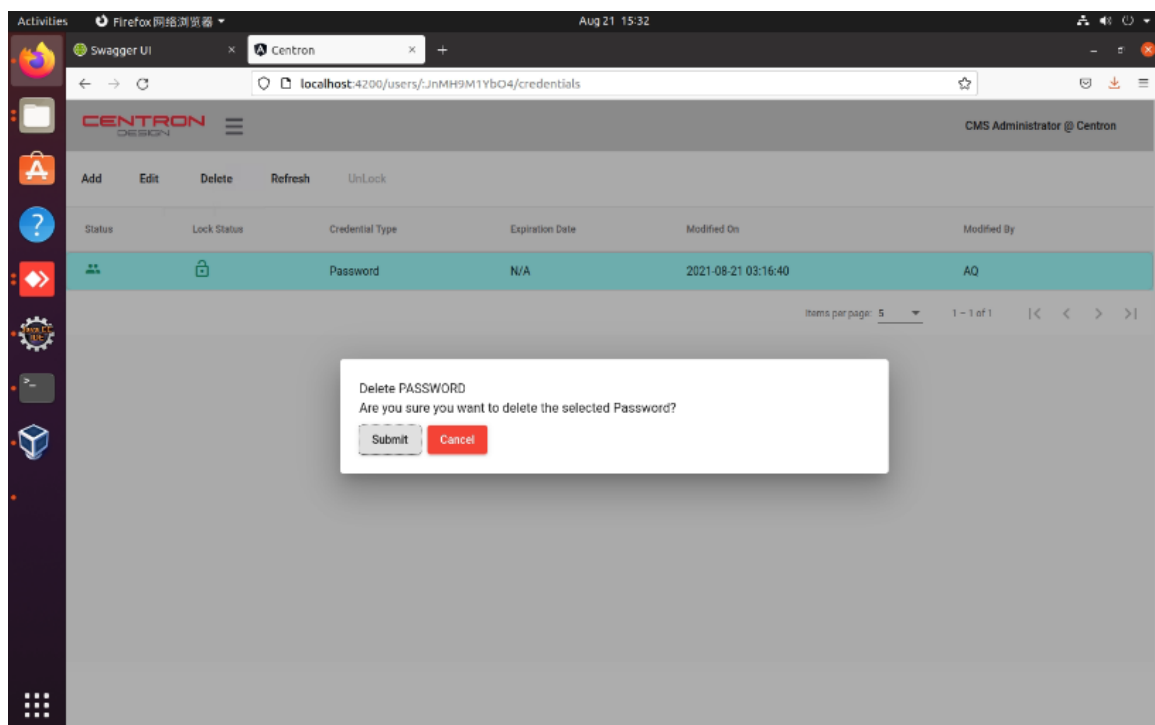 Activities Firefox 网络浏览器 Aug 21 15:32
Swagger UI Centron
localhost:4200/users/:JnMH9M1YbO4/credentials
CENTRON DESIGN CMS Administrator @ Centron
Add Edit Delete Refresh UnLock
Status Lock Status Credential Type Expiration Date Modified On Modified By
Password N/A 2021-08-21 03:16:40 AQ
Items per page: 5 1 – 1 of 1
Delete PASSWORD
Are you sure you want to delete the selected Password?
Submit Cancel